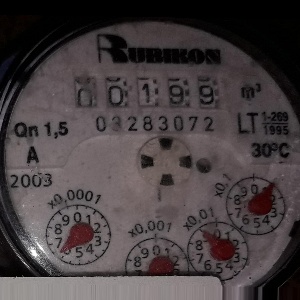 RUBIKON
00199 m³
Qn 1,5 03283072 LT 1-269
1995
A 30°C
2003
x0,0001 x0,1
x0,001 x0,01